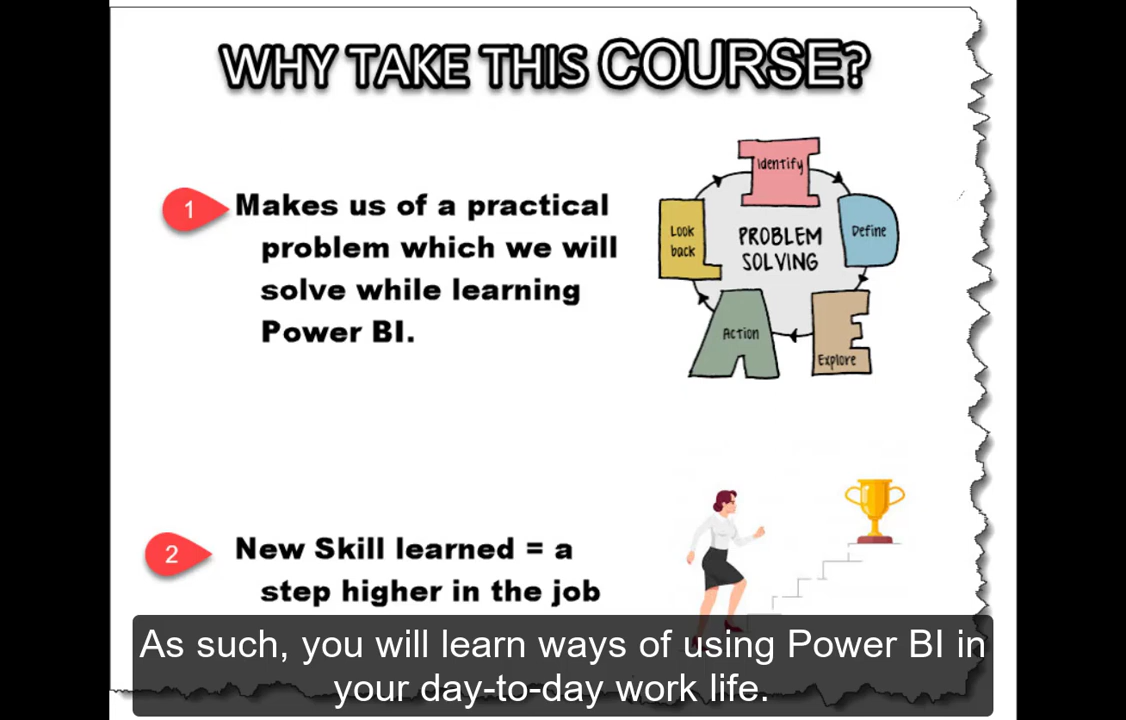 WHY TAKE THIS COURSE?
1
Makes us of a practical
problem which we will
solve while learning
Power BI.
Identify
Define
Explore
Action
Look
back
PROBLEM
SOLVING
2
New Skill learned = a
step higher in the job
As such, you will learn ways of using Power BI in
your day-to-day work life.